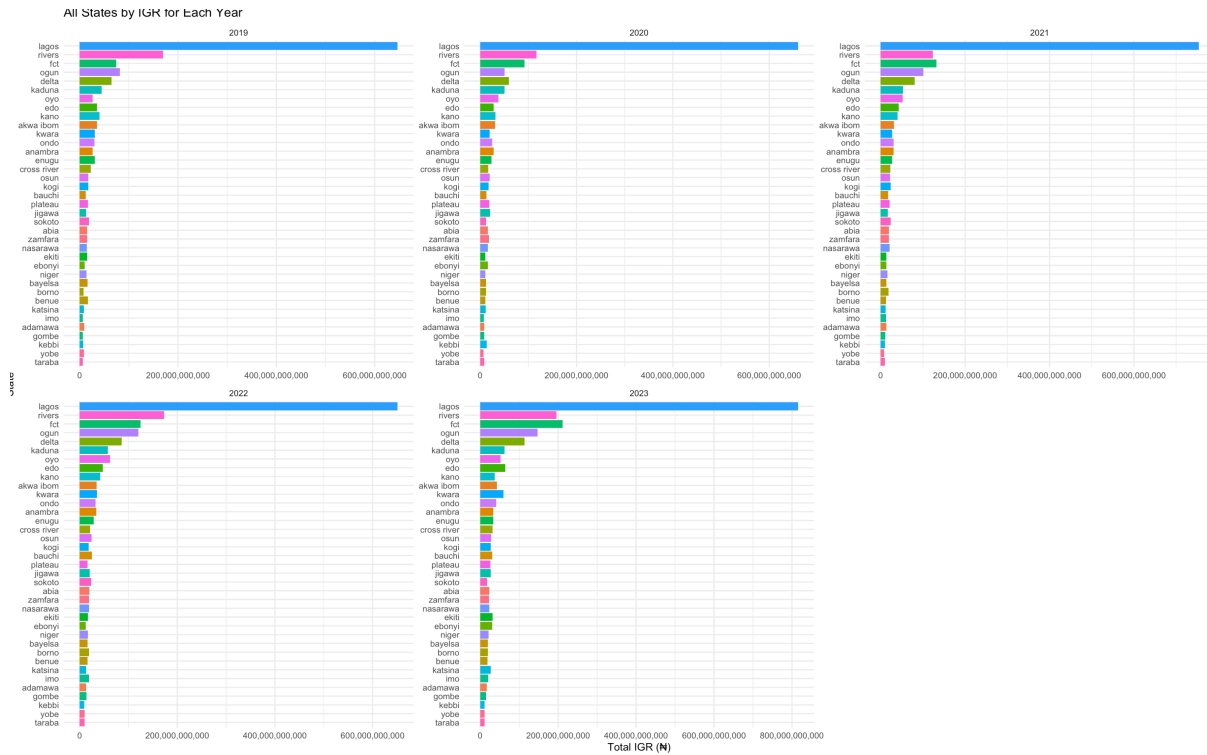 All States by IGR for Each Year
2019
2020
2021
lagos
rivers
fct
ogun
delta
kaduna
oyo
edo
kano
akwa ibom
kwara
ondo
anambra
enugu
cross river
osun
kogi
bauchi
plateau
jigawa
sokoto
abia
zamfara
nasarawa
ekiti
ebonyi
niger
bayelsa
borno
benue
katsina
imo
adamawa
gombe
kebbi
yobe
taraba
0
200,000,000,000
400,000,000,000
600,000,000,000
lagos
rivers
fct
ogun
delta
kaduna
oyo
edo
kano
akwa ibom
kwara
ondo
anambra
enugu
cross river
osun
kogi
bauchi
plateau
jigawa
sokoto
abia
zamfara
nasarawa
ekiti
ebonyi
niger
bayelsa
borno
benue
katsina
imo
adamawa
gombe
kebbi
yobe
taraba
0
200,000,000,000
400,000,000,000
600,000,000,000
lagos
rivers
fct
ogun
delta
kaduna
oyo
edo
kano
akwa ibom
kwara
ondo
anambra
enugu
cross river
osun
kogi
bauchi
plateau
jigawa
sokoto
abia
zamfara
nasarawa
ekiti
ebonyi
niger
bayelsa
borno
benue
katsina
imo
adamawa
gombe
kebbi
yobe
taraba
0
200,000,000,000
400,000,000,000
600,000,000,000
State
2022
2023
lagos
rivers
fct
ogun
delta
kaduna
oyo
edo
kano
akwa ibom
kwara
ondo
anambra
enugu
cross river
osun
kogi
bauchi
plateau
jigawa
sokoto
abia
zamfara
nasarawa
ekiti
ebonyi
niger
bayelsa
borno
benue
katsina
imo
adamawa
gombe
kebbi
yobe
taraba
0
200,000,000,000
400,000,000,000
600,000,000,000
lagos
rivers
fct
ogun
delta
kaduna
oyo
edo
kano
akwa ibom
kwara
ondo
anambra
enugu
cross river
osun
kogi
bauchi
plateau
jigawa
sokoto
abia
zamfara
nasarawa
ekiti
ebonyi
niger
bayelsa
borno
benue
katsina
imo
adamawa
gombe
kebbi
yobe
taraba
0
200,000,000,000
400,000,000,000
600,000,000,000
800,000,000,000
Total IGR (₦)